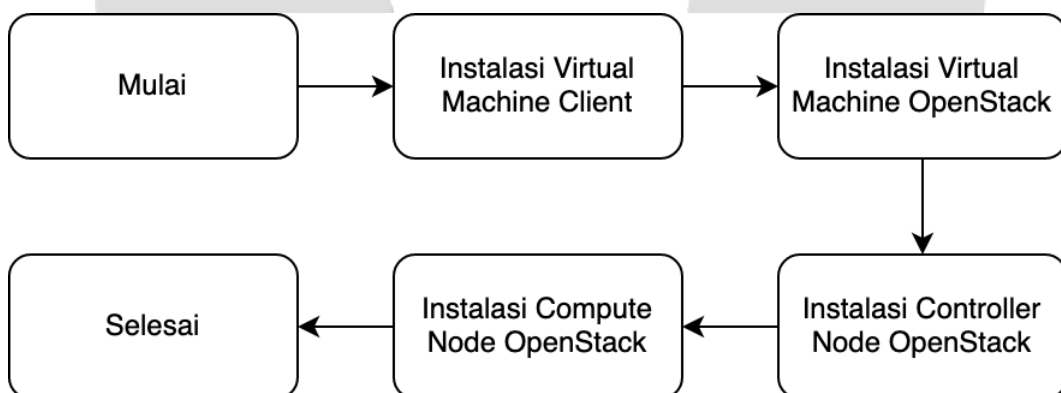 Mulai
Instalasi Virtual
Machine Client
Instalasi Virtual
Machine OpenStack
Instalasi Controller
Node OpenStack
Instalasi Compute
Node OpenStack
Selesai